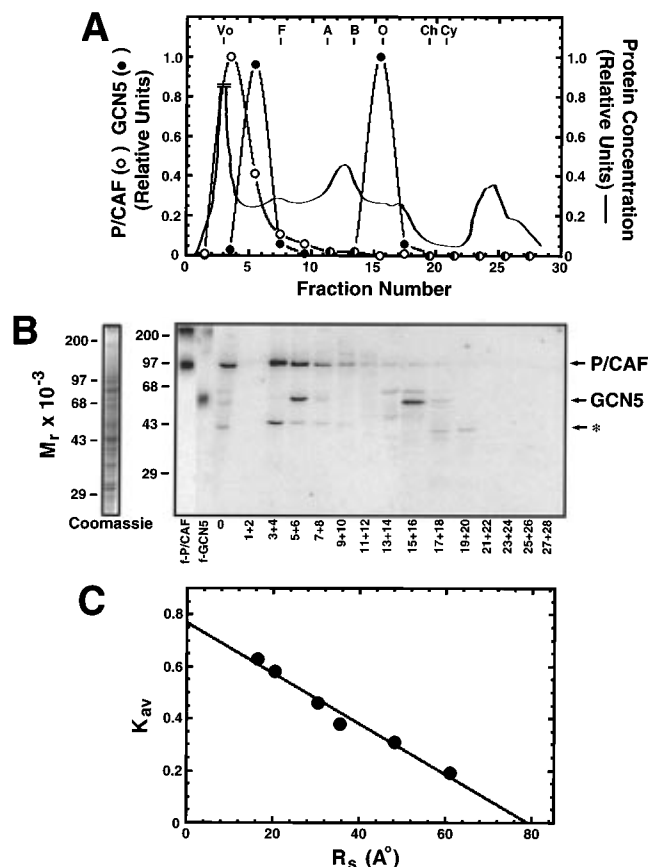 A
Vo F A B O Ch Cy
P/CAF (o) GCN5 (●)
(Relative Units)
1.0
0.8
0.6
0.4
0.2
0
1.0
0.8
0.6
0.4
0.2
0
Protein Concentration
(Relative Units) —
0 5 10 15 20 25 30
Fraction Number
B
Mr x 10-3
200
97
68
43
29
Coomassie
200
97
68
43
29
P/CAF
GCN5
*
f-P/CAF
f-GCN5
0
1+2
3+4
5+6
7+8
9+10
11+12
13+14
15+16
17+18
19+20
21+22
23+24
25+26
27+28
C
Kav
0.8
0.6
0.4
0.2
0
0 20 40 60 80
Rs (A°)